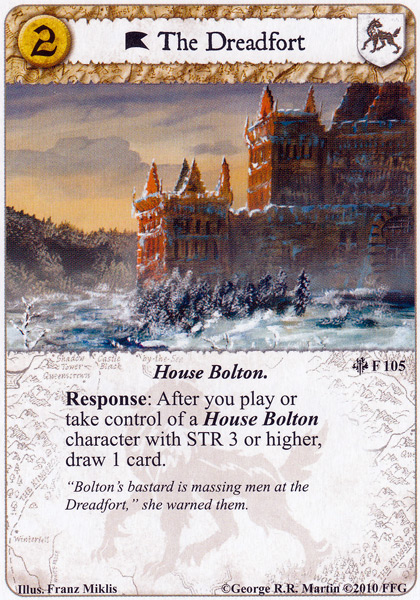 2
The Dreadfort
Shadow Tower
Castle Black
by-the-Sea
Queenscrown
House Bolton.
F 105
Response: After you play or
take control of a House Bolton
character with STR 3 or higher,
draw 1 card.
“Bolton’s bastard is massing men at the
Dreadfort,” she warned them.
Winterfell
Illus. Franz Miklis
©George R.R. Martin ©2010 FFG